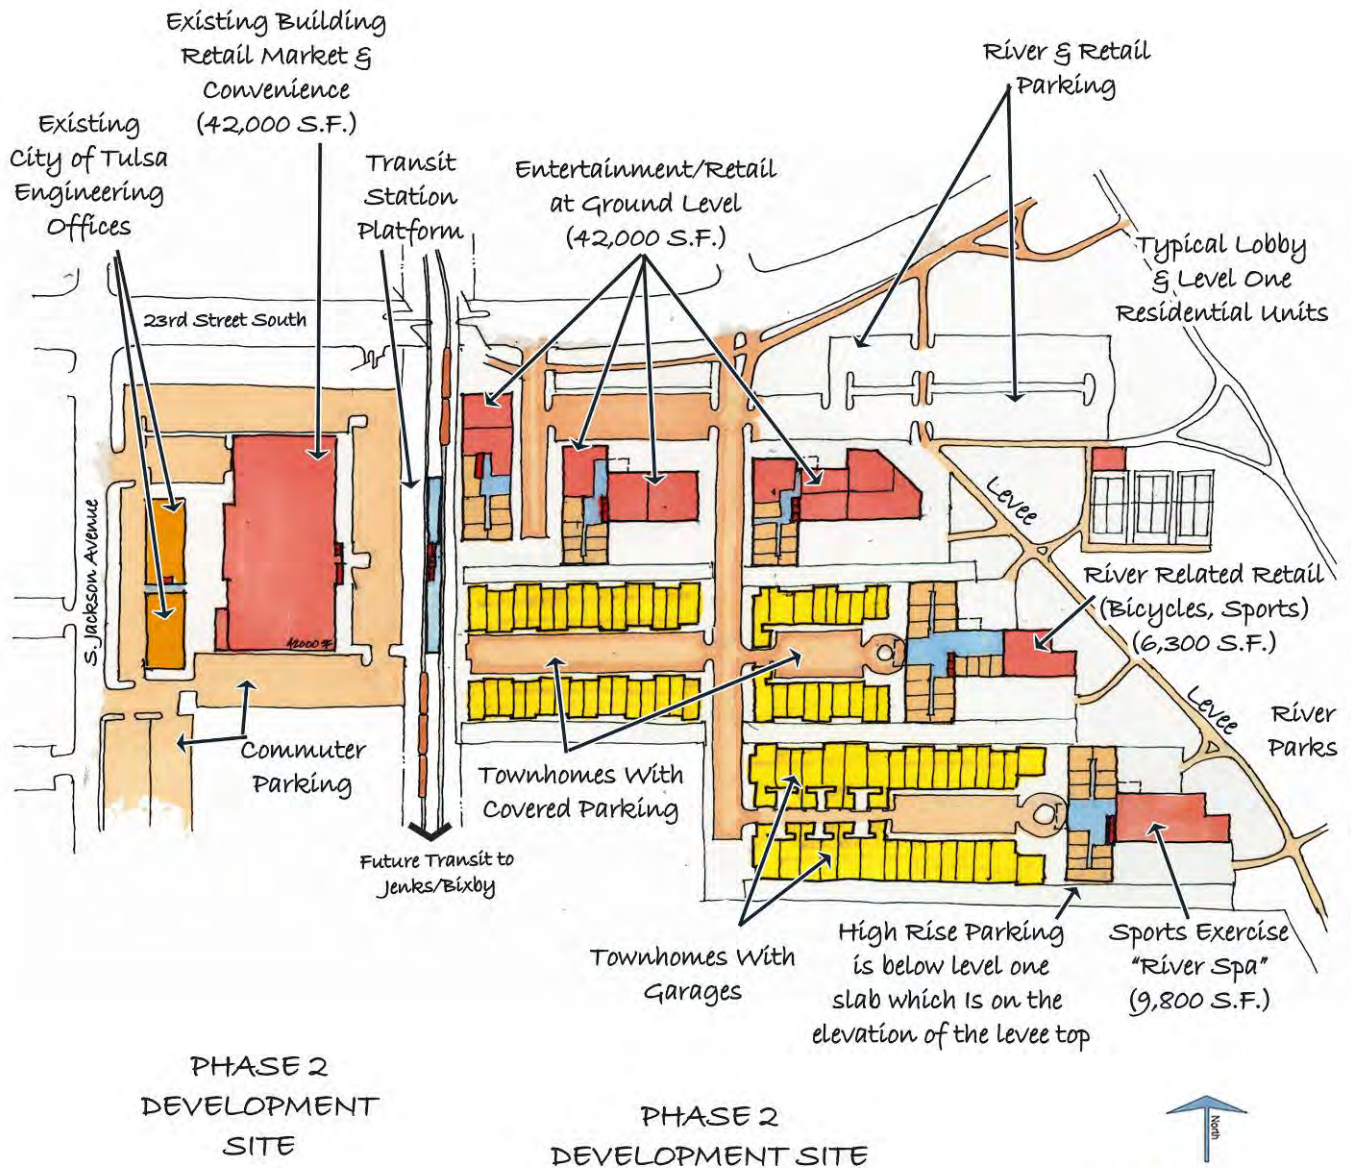 Existing Building
Retail Market &
Convenience
(42,000 S.F.)
River & Retail
Parking
Existing
City of Tulsa
Engineering
Offices
Transit
Station
Platform
Entertainment/Retail
at Ground Level
(42,000 S.F.)
Typical Lobby
& Level One
Residential Units
23rd Street South
S. Jackson Avenue
42000 SF
Levee
River Related Retail
(Bicycles, Sports)
(6,300 S.F.)
Levee
River
Parks
Commuter
Parking
Townhomes With
Covered Parking
Future Transit to
Jenks/Bixby
Townhomes With
Garages
High Rise Parking
is below level one
slab which Is on the
elevation of the levee top
Sports Exercise
"River Spa"
(9,800 S.F.)
PHASE 2
DEVELOPMENT
SITE
PHASE 2
DEVELOPMENT SITE
North